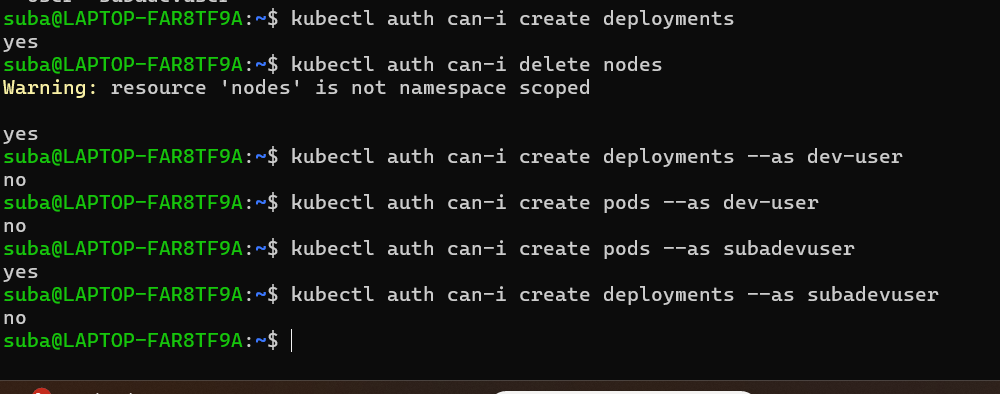 suba@LAPTOP-FAR8TF9A:~$ kubectl auth can-i create deployments
yes
suba@LAPTOP-FAR8TF9A:~$ kubectl auth can-i delete nodes
Warning: resource 'nodes' is not namespace scoped
yes
suba@LAPTOP-FAR8TF9A:~$ kubectl auth can-i create deployments --as dev-user
no
suba@LAPTOP-FAR8TF9A:~$ kubectl auth can-i create pods --as dev-user
no
suba@LAPTOP-FAR8TF9A:~$ kubectl auth can-i create pods --as subadevuser
yes
suba@LAPTOP-FAR8TF9A:~$ kubectl auth can-i create deployments --as subadevuser
no
suba@LAPTOP-FAR8TF9A:~$